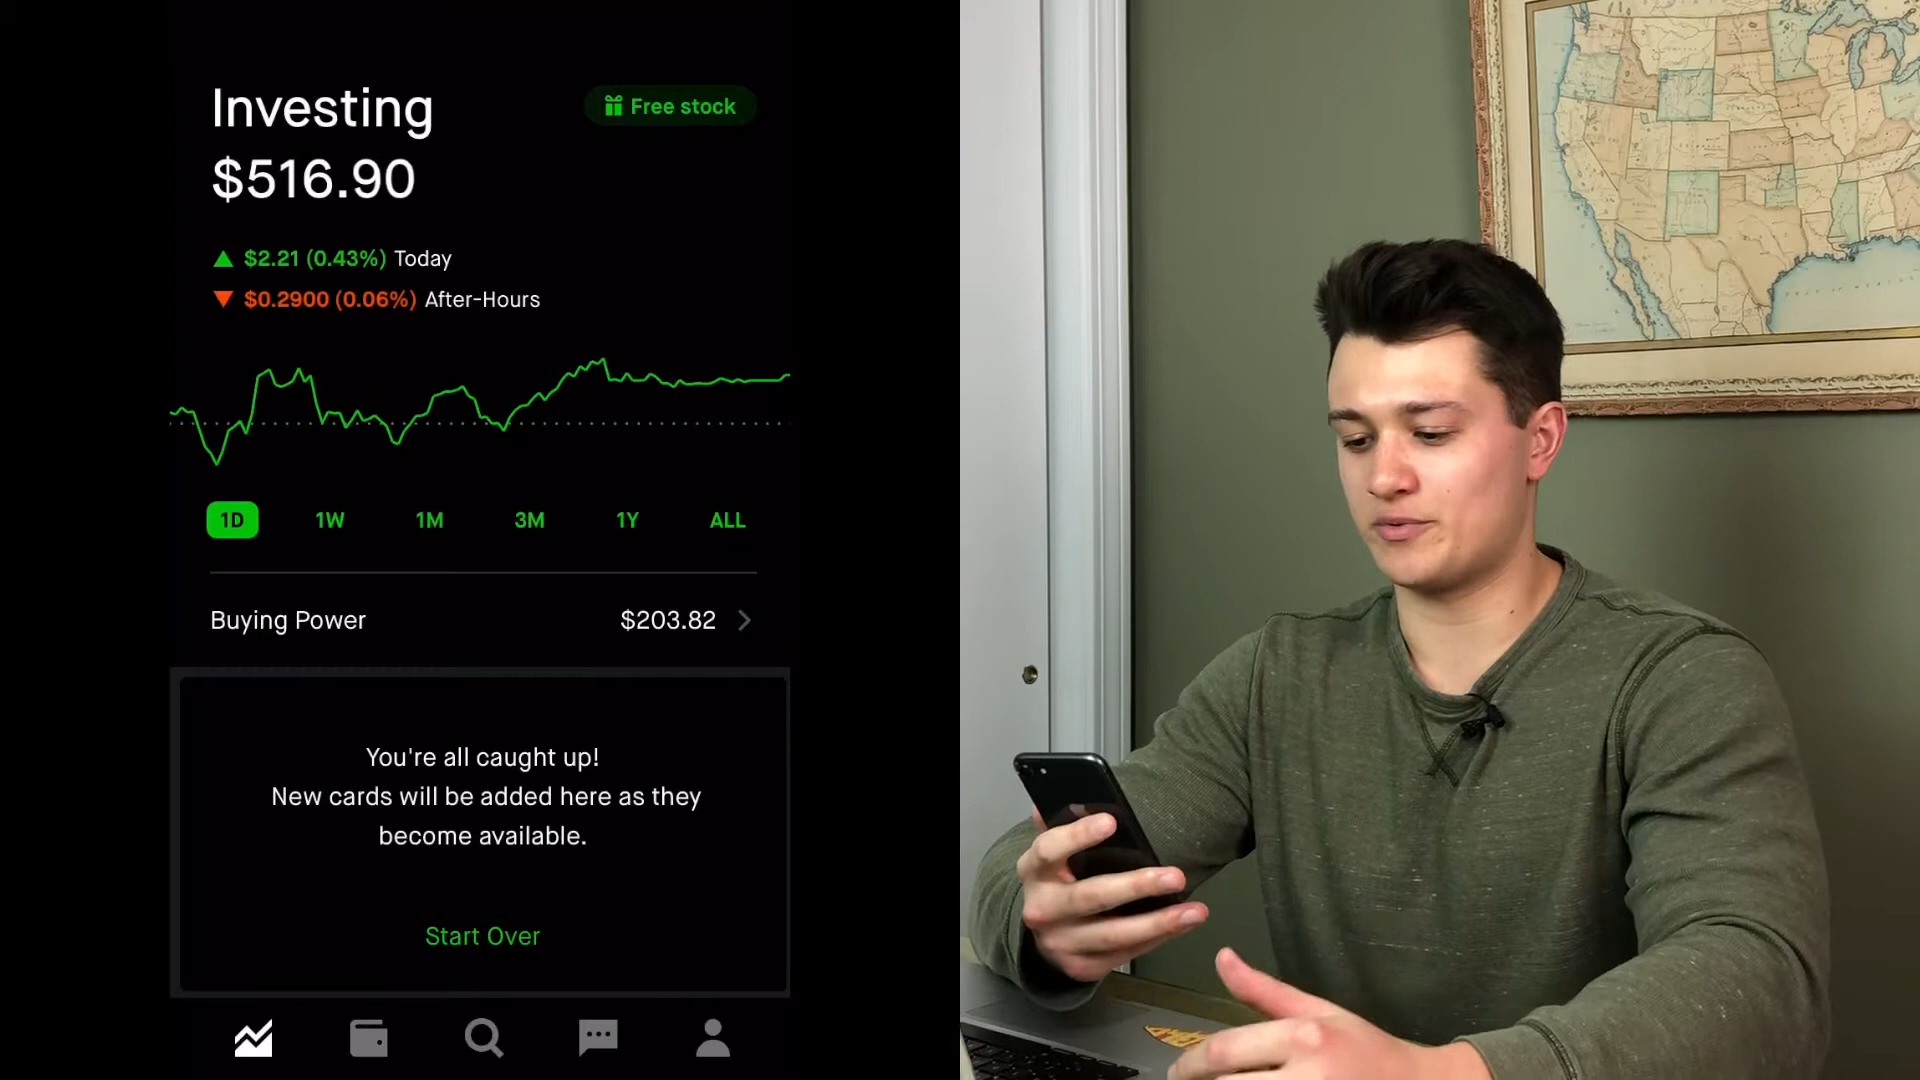 Investing
Free stock
$516.90
$2.21 (0.43%) Today
$0.2900 (0.06%) After-Hours
1D 1W 1M 3M 1Y ALL
Buying Power $203.82
You're all caught up!
New cards will be added here as they
become available.
Start Over